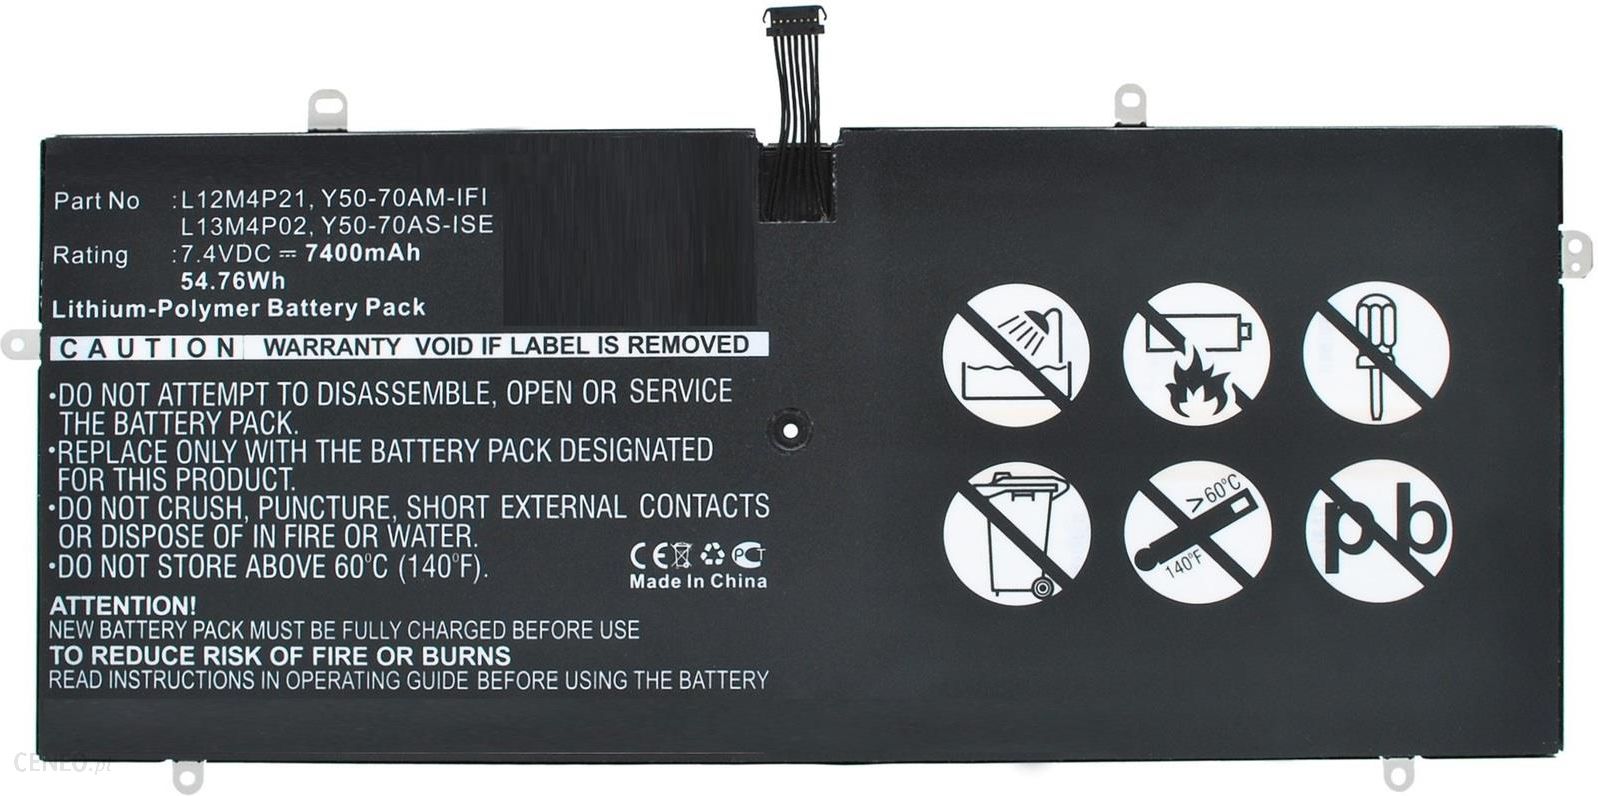 Part No :L12M4P21, Y50-70AM-IFI
L13M4P02, Y50-70AS-ISE
Rating :7.4VDC ⎓ 7400mAh
54.76Wh
Lithium-Polymer Battery Pack
CAUTION WARRANTY VOID IF LABEL IS REMOVED
•DO NOT ATTEMPT TO DISASSEMBLE, OPEN OR SERVICE
THE BATTERY PACK.
•REPLACE ONLY WITH THE BATTERY PACK DESIGNATED
FOR THIS PRODUCT.
•DO NOT CRUSH, PUNCTURE, SHORT EXTERNAL CONTACTS
OR DISPOSE OF IN FIRE OR WATER.
•DO NOT STORE ABOVE 60°C (140°F).
CE PCT
Made In China
ATTENTION!
NEW BATTERY PACK MUST BE FULLY CHARGED BEFORE USE
TO REDUCE RISK OF FIRE OR BURNS
READ INSTRUCTIONS IN OPERATING GUIDE BEFORE USING THE BATTERY
>60°C
140°F
pb
CENEO.pl